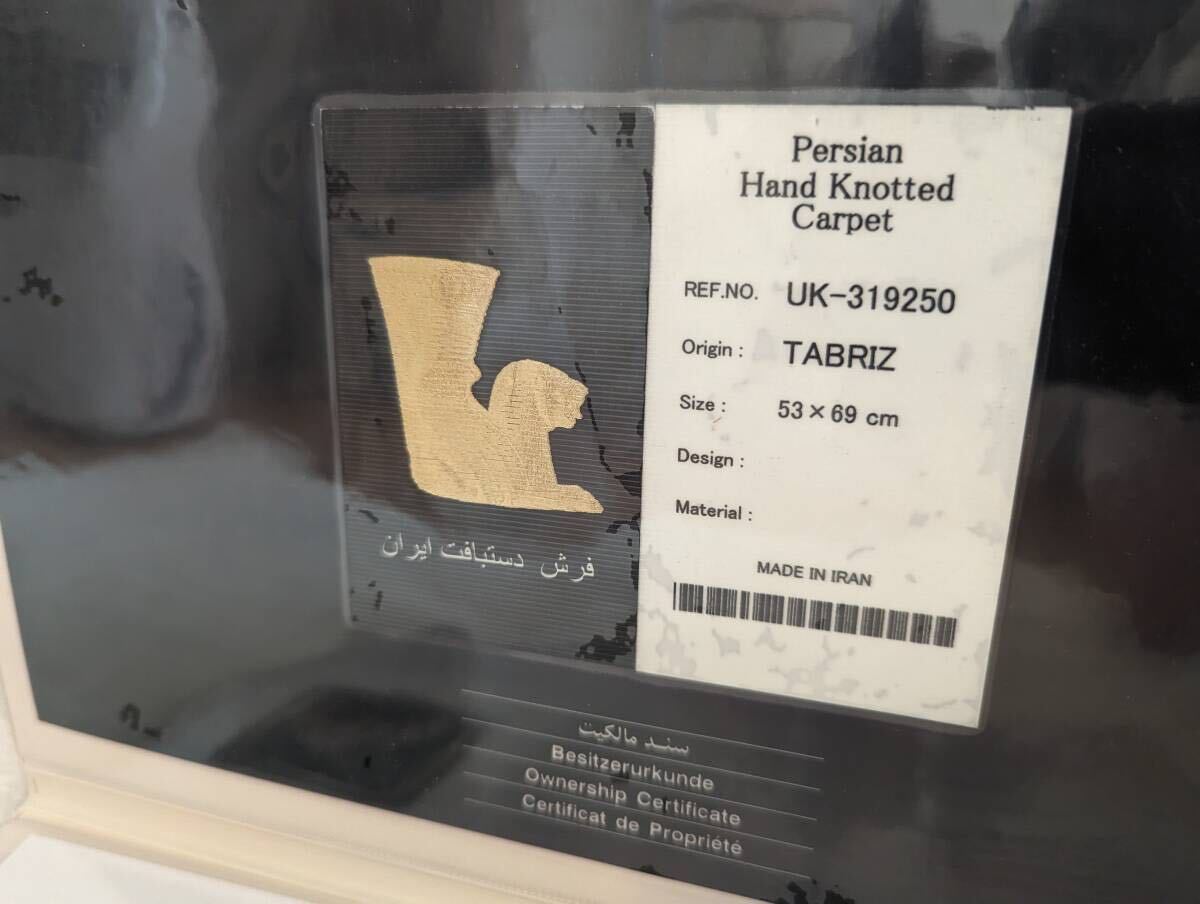 Persian
Hand Knotted
Carpet
REF.NO. UK-319250
Origin : TABRIZ
Size : 53×69 cm
Design :
Material :
MADE IN IRAN
فرش دستبافت ایران
سند مالکیت
Besitzerurkunde
Ownership Certificate
Certificat de Propriété